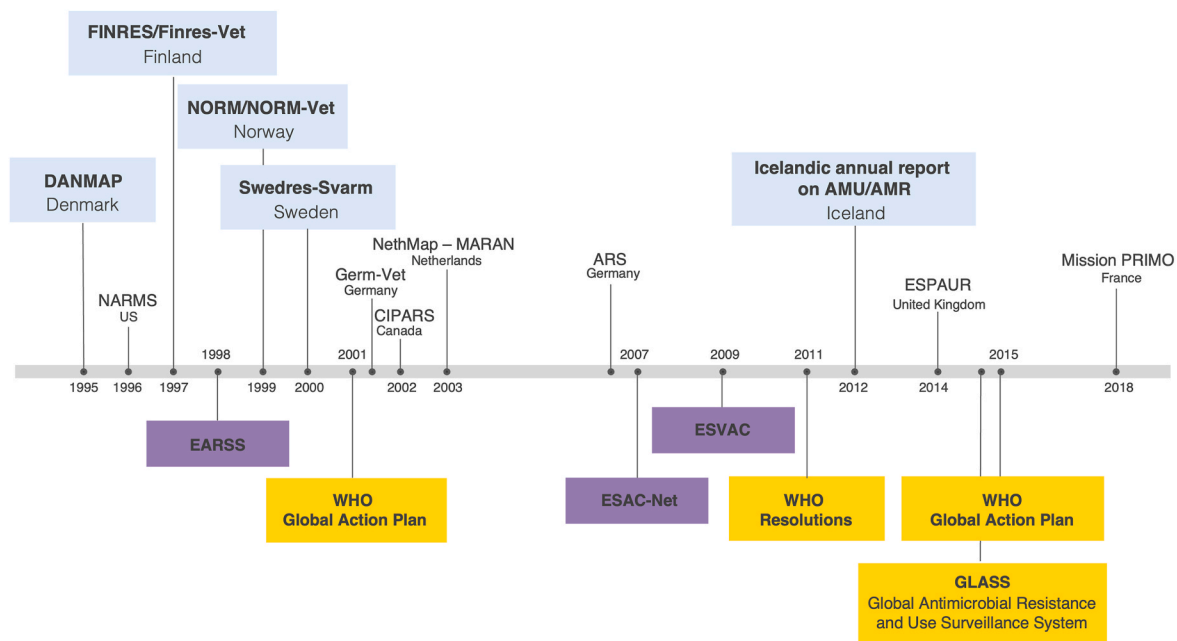 FINRES/Finres-Vet
Finland
NORM/NORM-Vet
Norway
DANMAP
Denmark
Swedres-Svarm
Sweden
Icelandic annual report
on AMU/AMR
Iceland
NARMS
US
Germ-Vet
Germany
CIPARS
Canada
NethMap – MARAN
Netherlands
ARS
Germany
ESPAUR
United Kingdom
Mission PRIMO
France
1998
2001
2007
2009
2011
2015
1995
1996
1997
1999
2000
2002
2003
2012
2014
2018
EARSS
ESVAC
WHO
Global Action Plan
ESAC-Net
WHO
Resolutions
WHO
Global Action Plan
GLASS
Global Antimicrobial Resistance
and Use Surveillance System